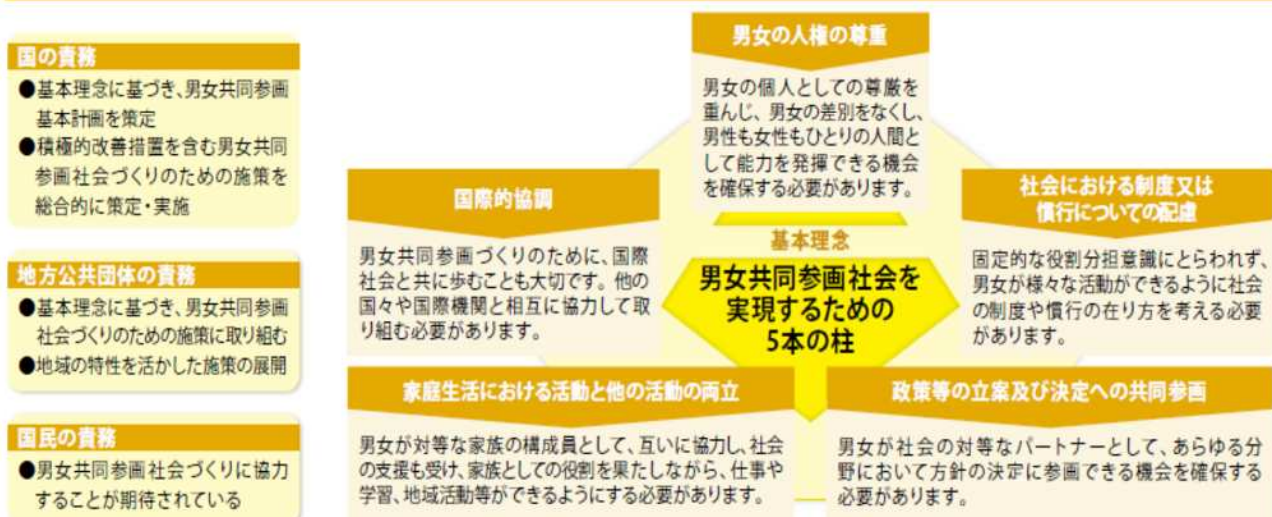 国の責務
●基本理念に基づき、男女共同参画
基本計画を策定
●積極的改善措置を含む男女共同
参画社会づくりのための施策を
総合的に策定・実施
地方公共団体の責務
●基本理念に基づき、男女共同参画
社会づくりのための施策に取り組む
●地域の特性を活かした施策の展開
国民の責務
●男女共同参画社会づくりに協力
することが期待されている
男女の人権の尊重
男女の個人としての尊厳を
重んじ、男女の差別をなくし、
男性も女性もひとりの人間と
して能力を発揮できる機会
を確保する必要があります。
国際的協調
男女共同参画づくりのために、国際
社会と共に歩むことも大切です。他の
国々や国際機関と相互に協力して取
り組む必要があります。
基本理念
男女共同参画社会を
実現するための
5本の柱
社会における制度又は
慣行についての配慮
固定的な役割分担意識にとらわれず、
男女が様々な活動ができるように社会
の制度や慣行の在り方を考える必要
があります。
家庭生活における活動と他の活動の両立
男女が対等な家族の構成員として、互いに協力し、社会
の支援も受け、家族としての役割を果たしながら、仕事や
学習、地域活動等ができるようにする必要があります。
政策等の立案及び決定への共同参画
男女が社会の対等なパートナーとして、あらゆる分
野において方針の決定に参画できる機会を確保する
必要があります。